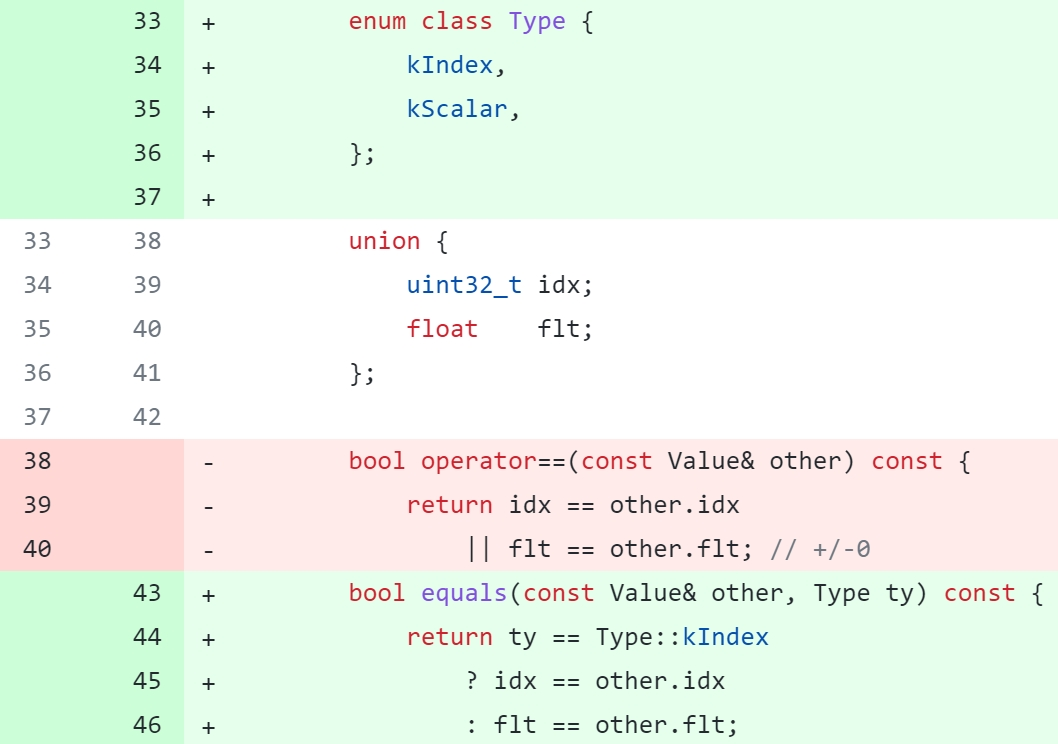 33 + enum class Type {
34 + kIndex,
35 + kScalar,
36 + };
37 +
33 38 union {
34 39 uint32_t idx;
35 40 float flt;
36 41 };
37 42
38 - bool operator==(const Value& other) const {
39 - return idx == other.idx
40 - || flt == other.flt; // +/-0
43 + bool equals(const Value& other, Type ty) const {
44 + return ty == Type::kIndex
45 + ? idx == other.idx
46 + : flt == other.flt;